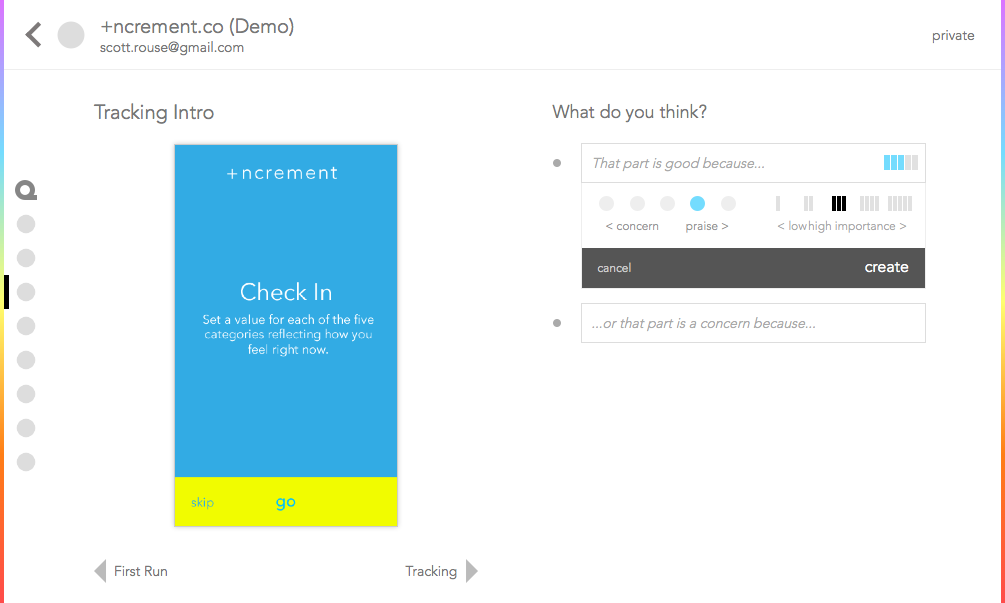 +ncrement.co (Demo)
scott.rouse@gmail.com
private
Tracking Intro
+ncrement
Check In
Set a value for each of the five
categories reflecting how you
feel right now.
skip
go
First Run
Tracking
What do you think?
That part is good because...
< concern
praise >
< low
high importance >
cancel
create
...or that part is a concern because...